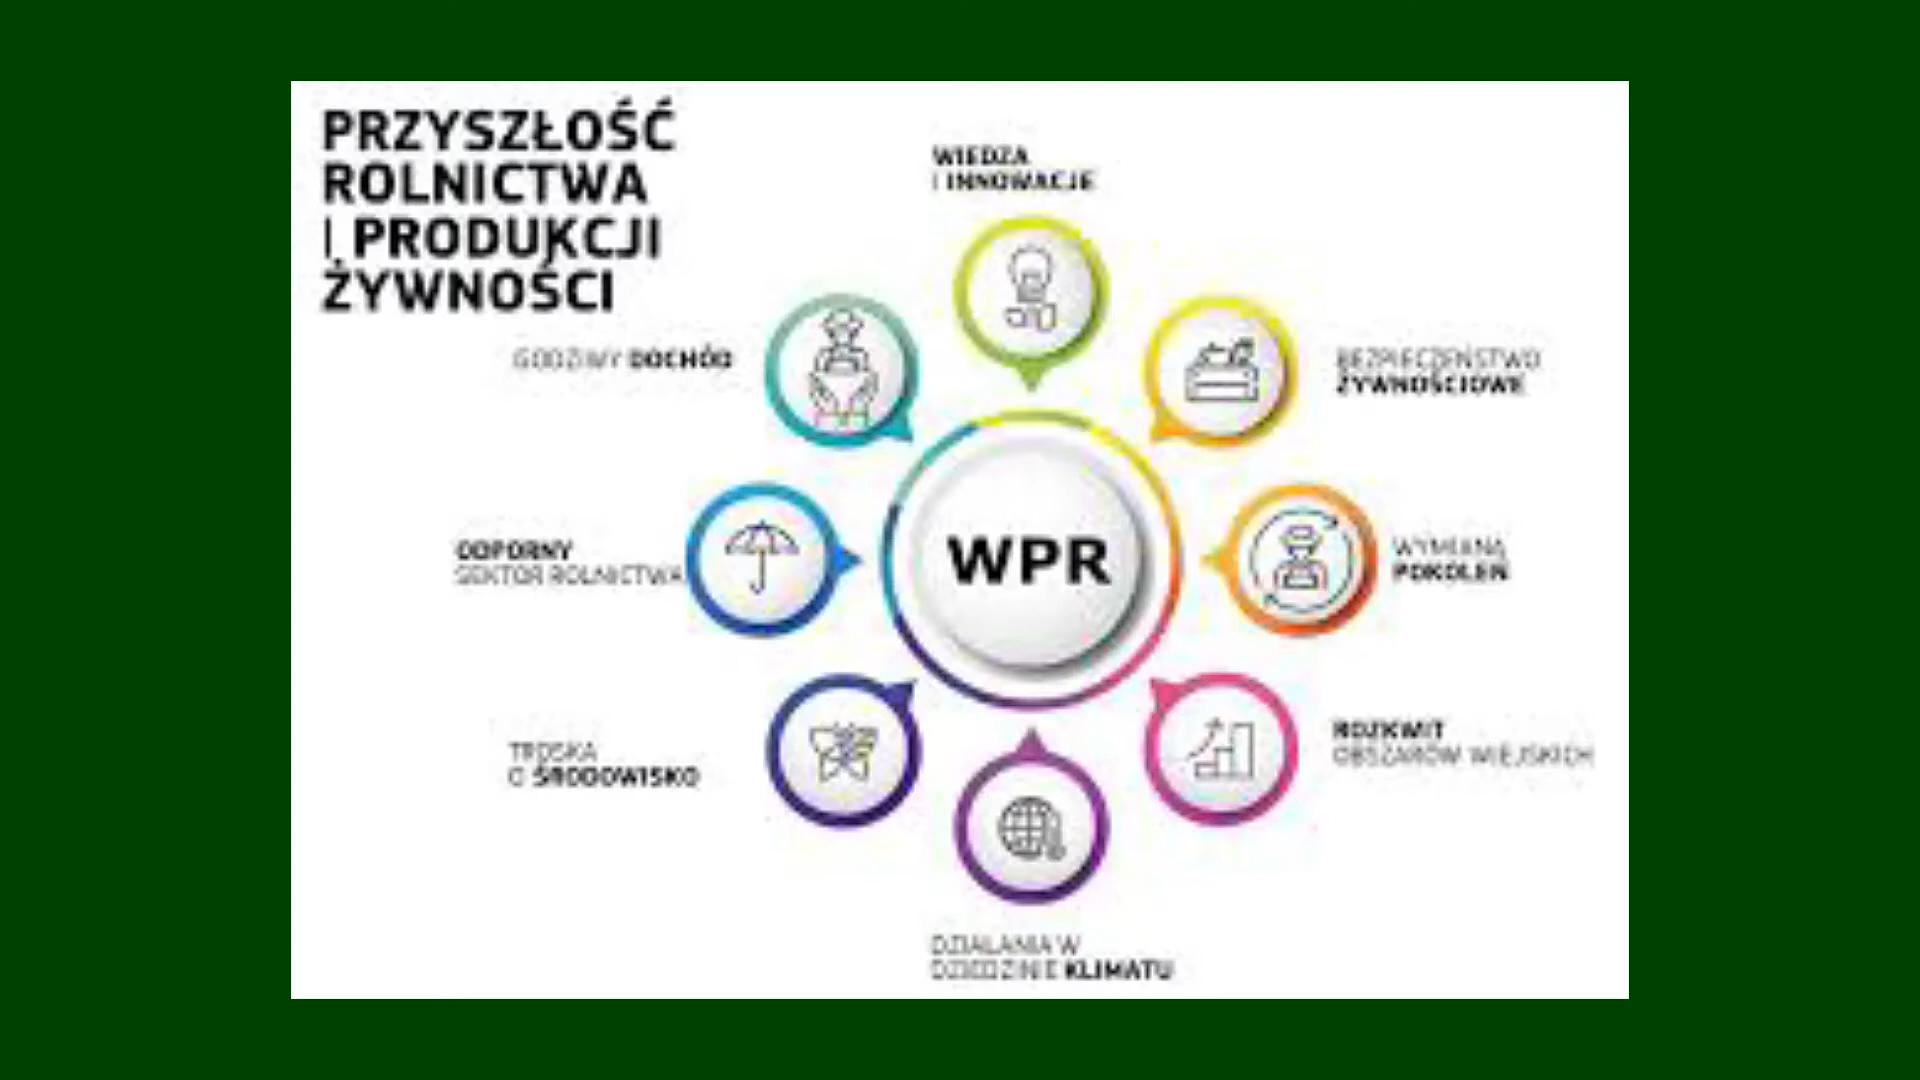 PRZYSZŁOŚĆ
ROLNICTWA
I PRODUKCJI
ŻYWNOŚCI
WIEDZA
I INNOWACJE
GODZIWY DOCHÓD
BEZPIECZEŃSTWO
ŻYWNOŚCIOWE
ODPORNY
SEKTOR ROLNICTWA
WPR
WYMIANA
POKOLEŃ
TROSKA
O ŚRODOWISKO
ROZKWIT
OBSZARÓW WIEJSKICH
DZIAŁANIA W
DZIEDZINIE KLIMATU